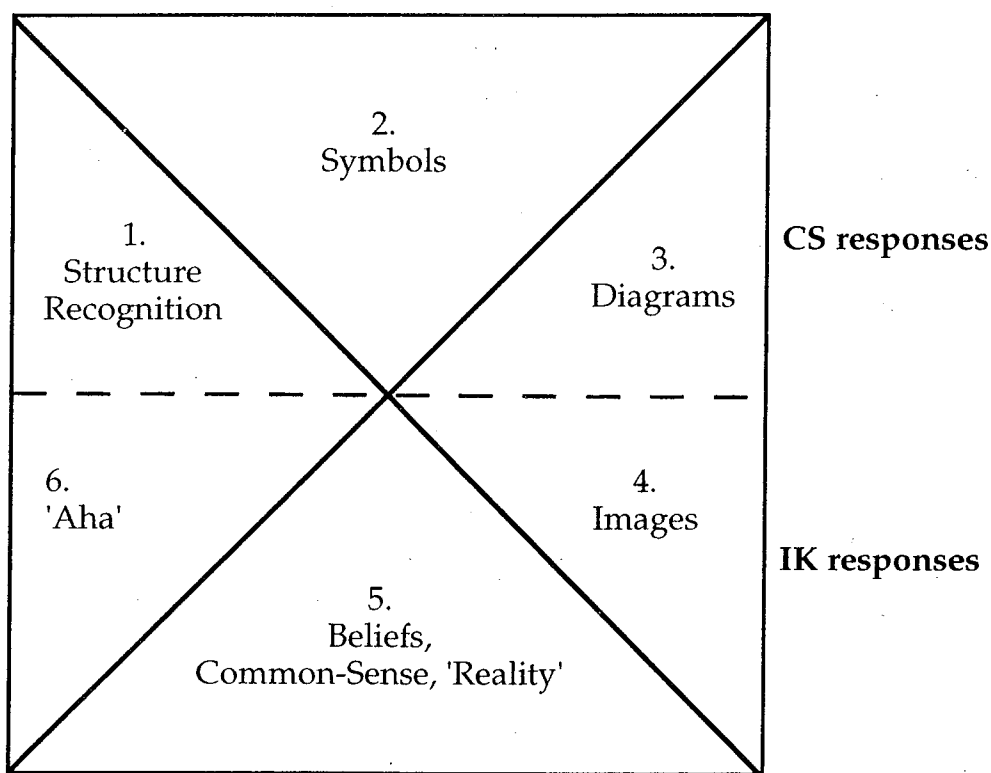 2.
Symbols
1.
Structure
Recognition
3.
Diagrams
CS responses
6.
'Aha'
4.
Images
IK responses
5.
Beliefs,
Common-Sense, 'Reality'